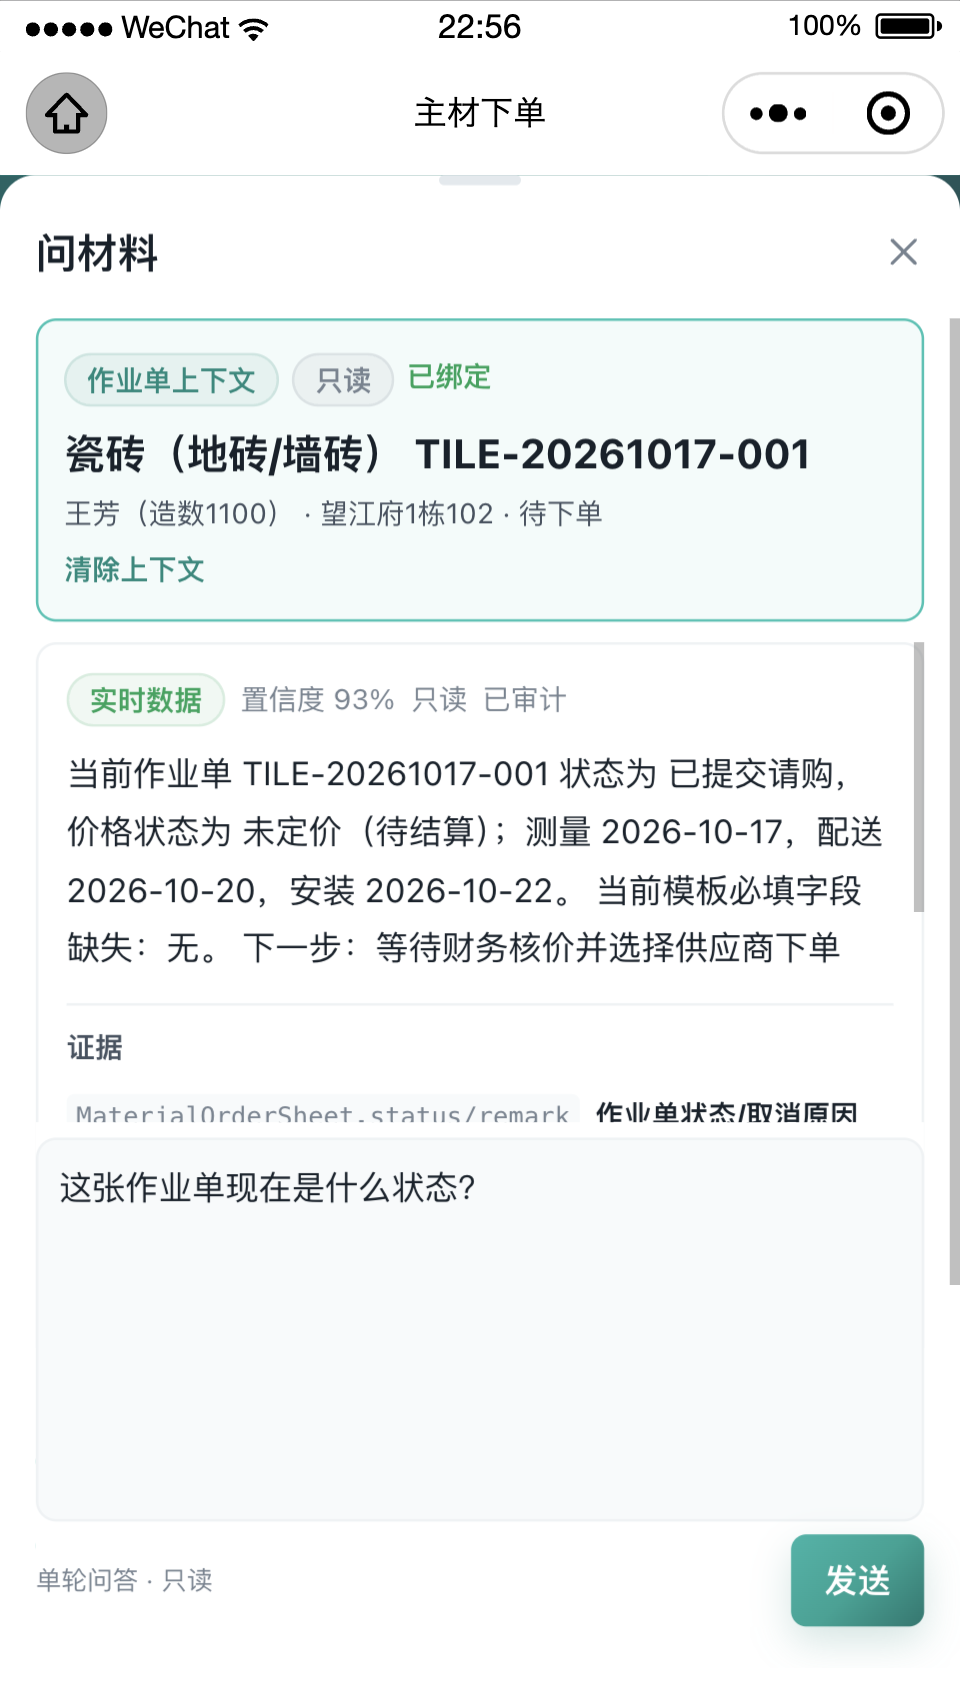 WeChat 22:56 100%
主材下单
问材料
作业单上下文 只读 已绑定
瓷砖（地砖/墙砖） TILE-20261017-001
王芳（造数1100） · 望江府1栋102 · 待下单
清除上下文
实时数据 置信度 93% 只读 已审计
当前作业单 TILE-20261017-001 状态为 已提交请购，
价格状态为 未定价（待结算）；测量 2026-10-17，配送
2026-10-20，安装 2026-10-22。 当前模板必填字段
缺失：无。 下一步：等待财务核价并选择供应商下单
证据
MaterialOrderSheet.status/remark 作业单状态/取消原因
这张作业单现在是什么状态？
单轮问答 · 只读
发送